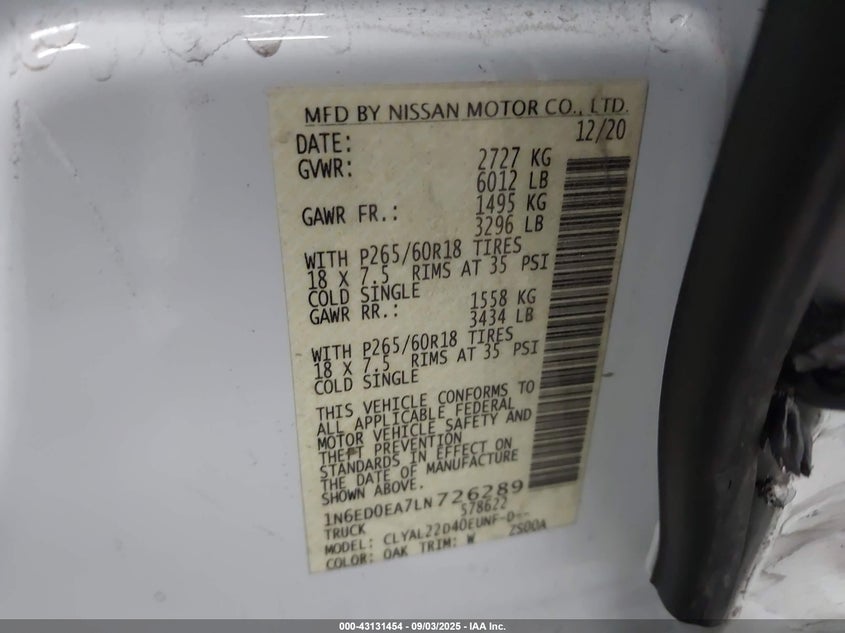 MFD BY NISSAN MOTOR CO., LTD.
DATE: 12/20
GVWR: 2727 KG
6012 LB
GAWR FR.: 1495 KG
3296 LB
WITH P265/60R18 TIRES
18 X 7.5 RIMS AT 35 PSI
COLD SINGLE
GAWR RR.: 1558 KG
3434 LB
WITH P265/60R18 TIRES
18 X 7.5 RIMS AT 35 PSI
COLD SINGLE
THIS VEHICLE CONFORMS TO
ALL APPLICABLE FEDERAL
MOTOR VEHICLE SAFETY AND
THEFT PREVENTION
STANDARDS IN EFFECT ON
THE DATE OF MANUFACTURE
SHOWN ABOVE.
1N6ED0EA7LN726289
TRUCK 578622
MODEL: CLYAL22D40EUNF-D--
COLOR: QAK TRIM: W ZS00A
000-43131454 - 09/03/2025 - IAA Inc.